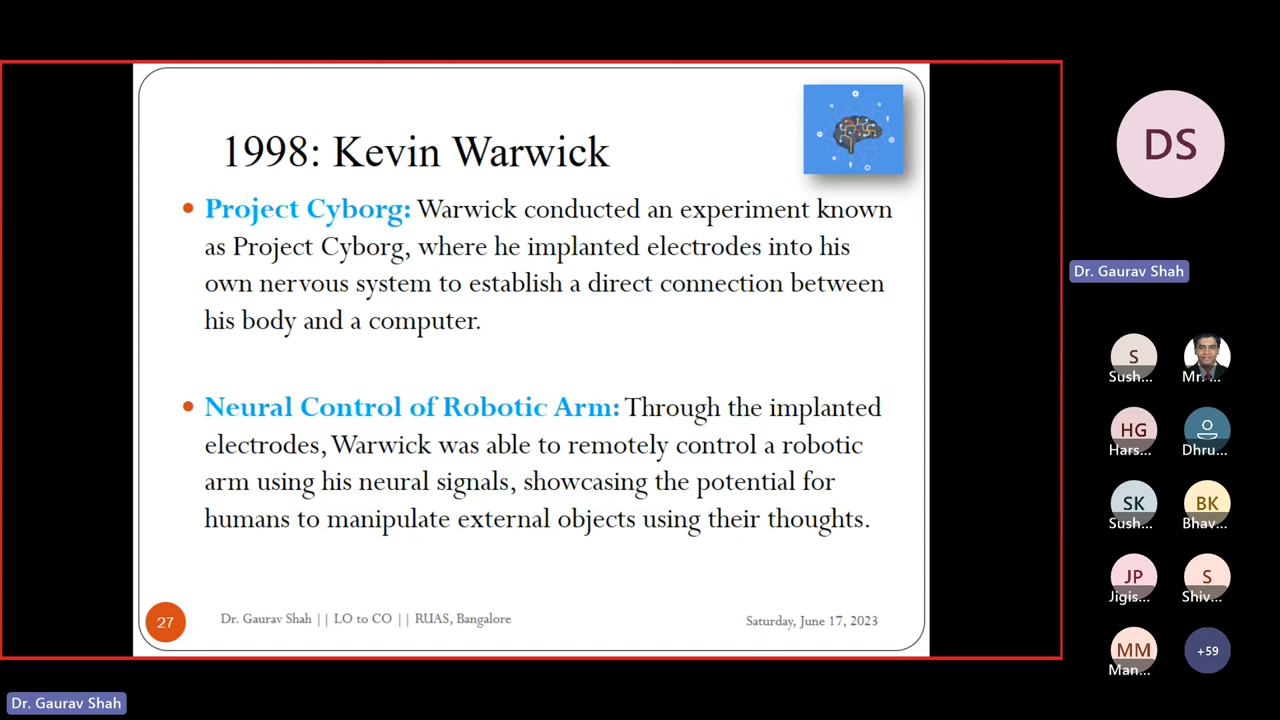 1998: Kevin Warwick
• Project Cyborg: Warwick conducted an experiment known
as Project Cyborg, where he implanted electrodes into his
own nervous system to establish a direct connection between
his body and a computer.
• Neural Control of Robotic Arm: Through the implanted
electrodes, Warwick was able to remotely control a robotic
arm using his neural signals, showcasing the potential for
humans to manipulate external objects using their thoughts.
27
Dr. Gaurav Shah || LO to CO || RUAS, Bangalore
Saturday, June 17, 2023
DS
Dr. Gaurav Shah
S
Sush...
Mr. ...
HG
Hars...
Dhru...
SK
Sush...
BK
Bhav...
JP
Jigis...
S
Shiv...
MM
Man...
+59
Dr. Gaurav Shah